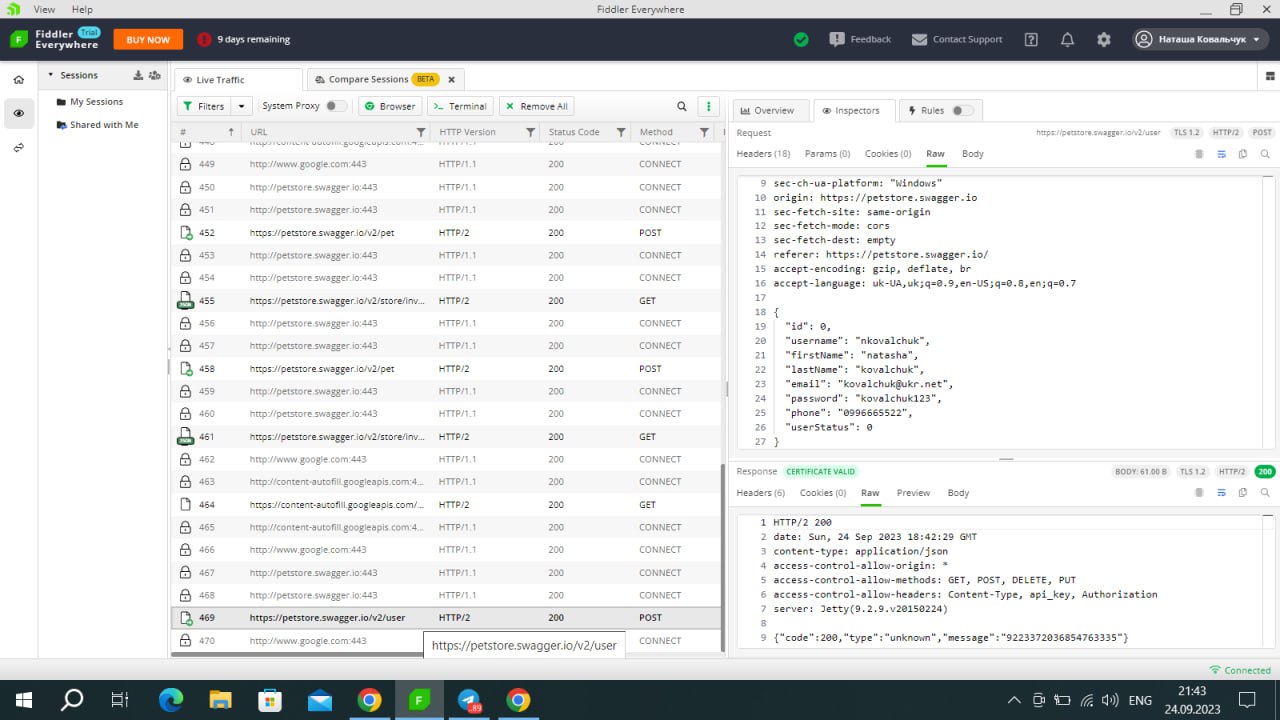 View Help
Fiddler Everywhere
Fiddler Everywhere Trial
BUY NOW
9 days remaining
Feedback
Contact Support
Наташа Ковальчук
Sessions
My Sessions
Shared with Me
Live Traffic
Compare Sessions BETA
Filters
System Proxy
Browser
Terminal
Remove All
# URL HTTP Version Status Code Method
448 http://content-autofill.googleapis.com:4... HTTP/1.1 200 CONNECT
449 http://www.google.com:443 HTTP/1.1 200 CONNECT
450 http://petstore.swagger.io:443 HTTP/1.1 200 CONNECT
451 http://petstore.swagger.io:443 HTTP/1.1 200 CONNECT
452 https://petstore.swagger.io/v2/pet HTTP/2 200 POST
453 http://petstore.swagger.io:443 HTTP/1.1 200 CONNECT
454 http://petstore.swagger.io:443 HTTP/1.1 200 CONNECT
JSON 455 https://petstore.swagger.io/v2/store/inv... HTTP/2 200 GET
456 http://petstore.swagger.io:443 HTTP/1.1 200 CONNECT
457 http://petstore.swagger.io:443 HTTP/1.1 200 CONNECT
458 https://petstore.swagger.io/v2/pet HTTP/2 200 POST
459 http://petstore.swagger.io:443 HTTP/1.1 200 CONNECT
460 http://petstore.swagger.io:443 HTTP/1.1 200 CONNECT
JSON 461 https://petstore.swagger.io/v2/store/inv... HTTP/2 200 GET
462 http://www.google.com:443 HTTP/1.1 200 CONNECT
463 http://content-autofill.googleapis.com:4... HTTP/1.1 200 CONNECT
464 https://content-autofill.googleapis.com/... HTTP/2 200 GET
465 http://content-autofill.googleapis.com:4... HTTP/1.1 200 CONNECT
466 http://www.google.com:443 HTTP/1.1 200 CONNECT
467 http://petstore.swagger.io:443 HTTP/1.1 200 CONNECT
468 http://petstore.swagger.io:443 HTTP/1.1 200 CONNECT
469 https://petstore.swagger.io/v2/user HTTP/2 200 POST
470 http://www.google.com:443 HTTP/1.1 CONNECT
https://petstore.swagger.io/v2/user
Overview
Inspectors
Rules
Request https://petstore.swagger.io/v2/user TLS 1.2 HTTP/2 POST
Headers (18) Params (0) Cookies (0) Raw Body
9 sec-ch-ua-platform: "Windows"
10 origin: https://petstore.swagger.io
11 sec-fetch-site: same-origin
12 sec-fetch-mode: cors
13 sec-fetch-dest: empty
14 referer: https://petstore.swagger.io/
15 accept-encoding: gzip, deflate, br
16 accept-language: uk-UA,uk;q=0.9,en-US;q=0.8,en;q=0.7
17
18 {
19 "id": 0,
20 "username": "nkovalchuk",
21 "firstName": "natasha",
22 "lastName": "kovalchuk",
23 "email": "kovalchuk@ukr.net",
24 "password": "kovalchuk123",
25 "phone": "0996665522",
26 "userStatus": 0
27 }
Response CERTIFICATE VALID BODY: 61.00 B TLS 1.2 HTTP/2 200
Headers (6) Cookies (0) Raw Preview Body
1 HTTP/2 200
2 date: Sun, 24 Sep 2023 18:42:29 GMT
3 content-type: application/json
4 access-control-allow-origin: *
5 access-control-allow-methods: GET, POST, DELETE, PUT
6 access-control-allow-headers: Content-Type, api_key, Authorization
7 server: Jetty(9.2.9.v20150224)
8
9 {"code":200,"type":"unknown","message":"9223372036854763335"}
Connected
89
ENG
21:43
24.09.2023